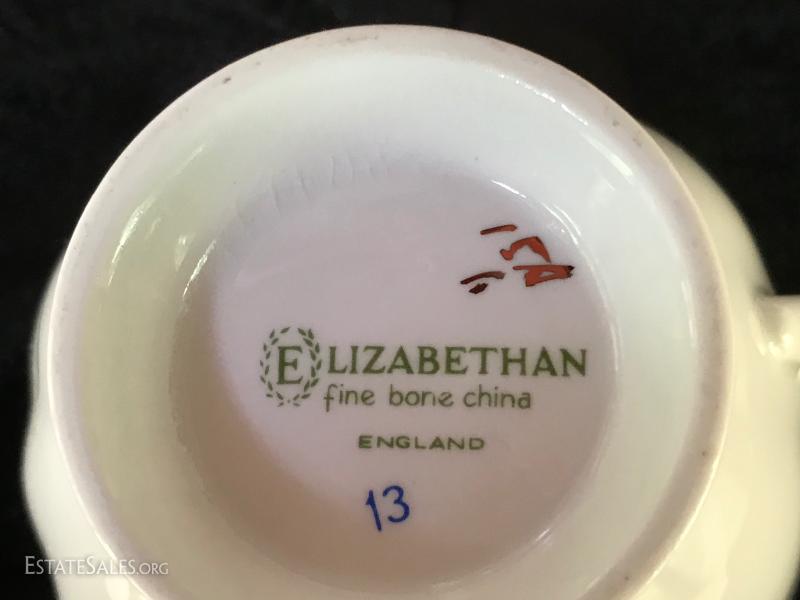 ELIZABETHAN
fine bone china
ENGLAND
13
ESTATESALES.ORG